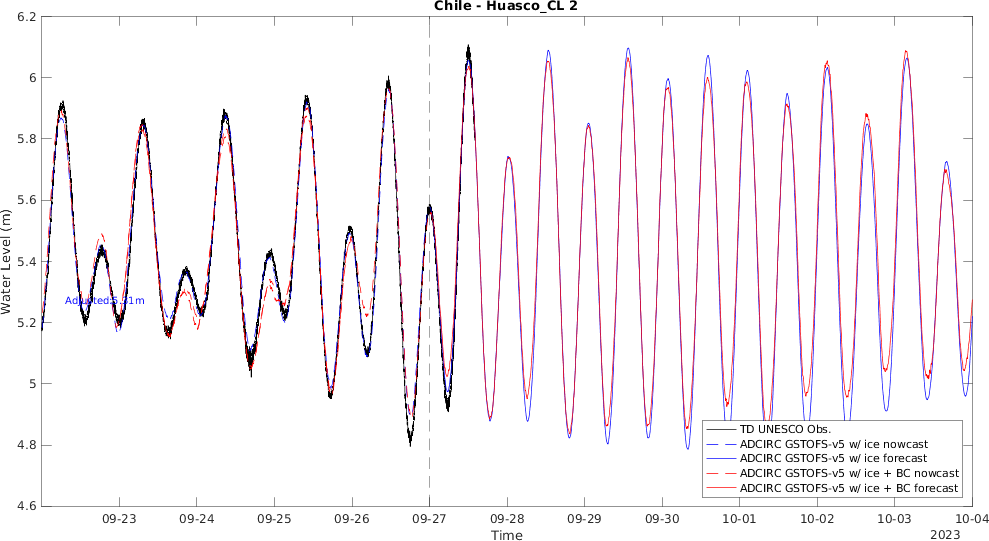 Chile - Huasco_CL 2
6.2
6
5.8
5.6
5.4
5.2
5
4.8
4.6
Water Level (m)
Adjusted:5.31m
TD UNESCO Obs.
ADCIRC GSTOFS-v5 w/ ice nowcast
ADCIRC GSTOFS-v5 w/ ice forecast
ADCIRC GSTOFS-v5 w/ ice + BC nowcast
ADCIRC GSTOFS-v5 w/ ice + BC forecast
09-23 09-24 09-25 09-26 09-27 09-28 09-29 09-30 10-01 10-02 10-03 10-04
Time
2023